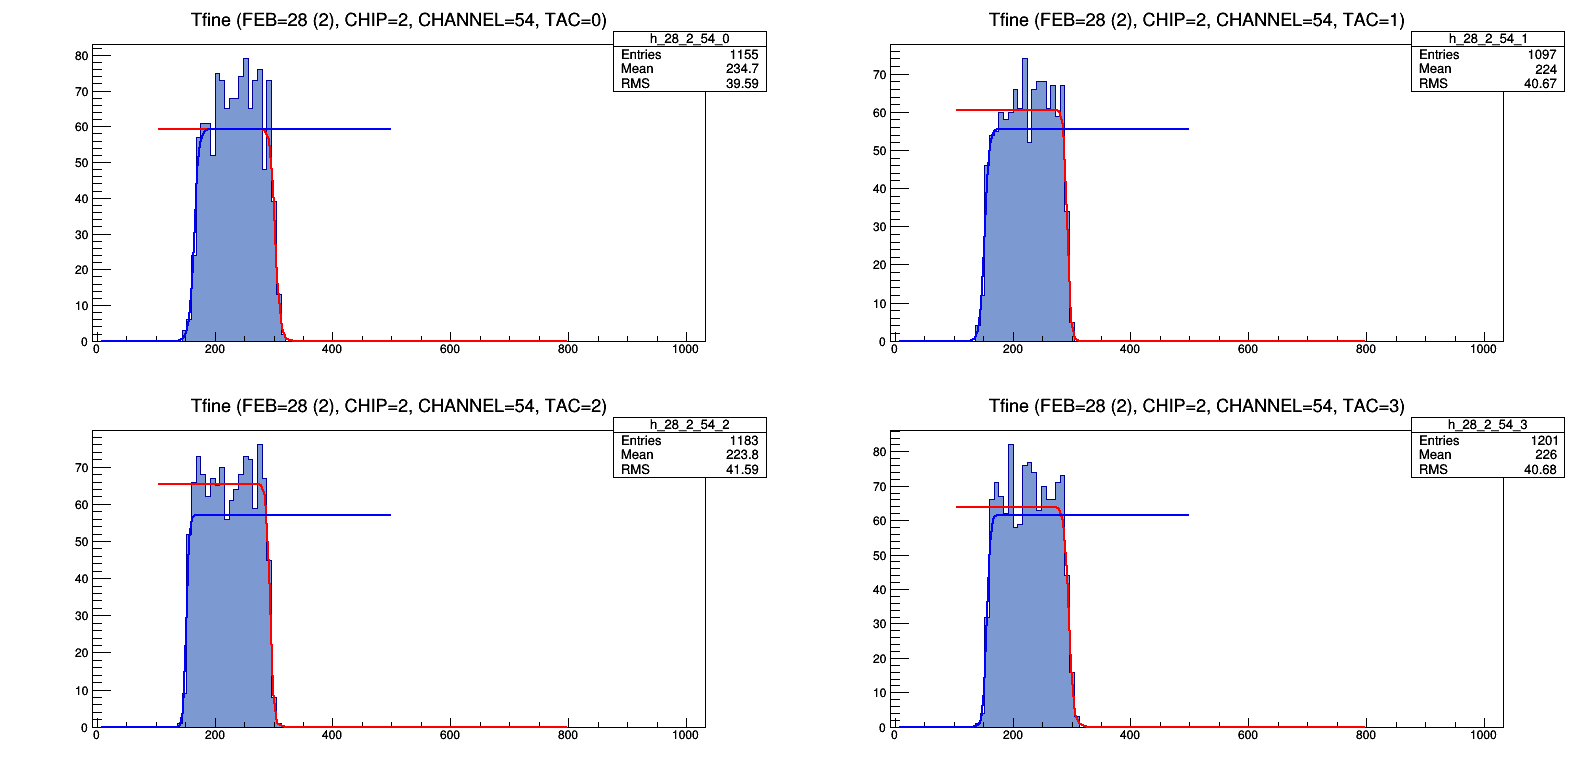 Tfine (FEB=28 (2), CHIP=2, CHANNEL=54, TAC=0)
h_28_2_54_0
Entries 1155
Mean 234.7
RMS 39.59
80
70
60
50
40
30
20
10
0
0 200 400 600 800 1000
Tfine (FEB=28 (2), CHIP=2, CHANNEL=54, TAC=1)
h_28_2_54_1
Entries 1097
Mean 224
RMS 40.67
70
60
50
40
30
20
10
0
0 200 400 600 800 1000
Tfine (FEB=28 (2), CHIP=2, CHANNEL=54, TAC=2)
h_28_2_54_2
Entries 1183
Mean 223.8
RMS 41.59
70
60
50
40
30
20
10
0
0 200 400 600 800 1000
Tfine (FEB=28 (2), CHIP=2, CHANNEL=54, TAC=3)
h_28_2_54_3
Entries 1201
Mean 226
RMS 40.68
80
70
60
50
40
30
20
10
0
0 200 400 600 800 1000